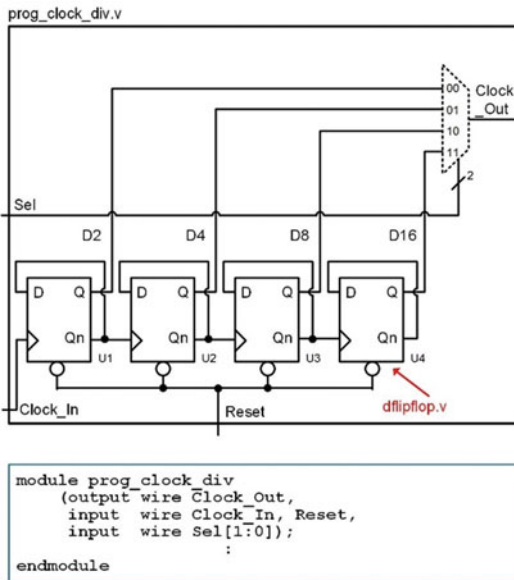 prog_clock_div.v
00
Clock
_Out
01
10
11
2
Sel
D2 D4 D8 D16
D Q D Q D Q D Q
Qn Qn Qn Qn
U1 U2 U3 U4
Clock_In
Reset
dflipflop.v
module prog_clock_div
(output wire Clock_Out,
input wire Clock_In, Reset,
input wire Sel[1:0]);
:
endmodule